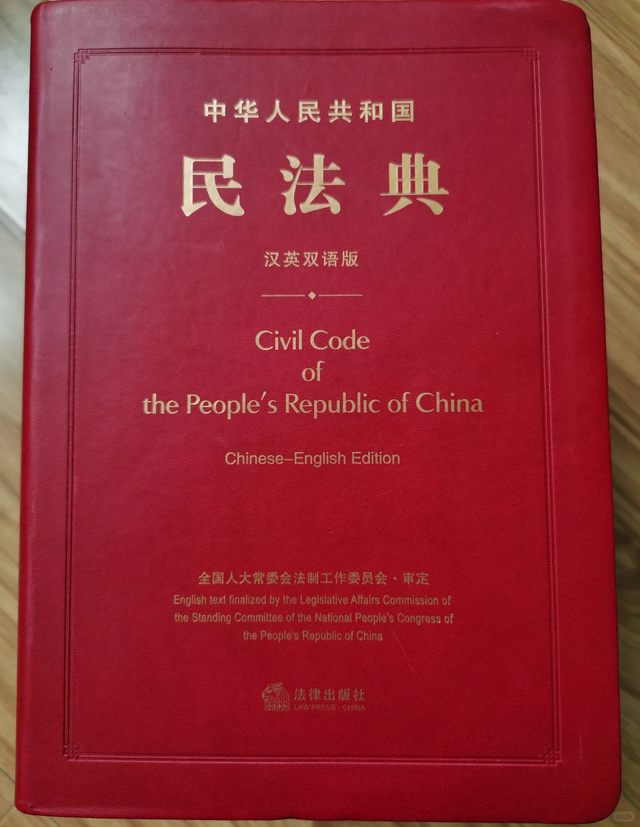 中华人民共和国
民法典
汉英双语版
Civil Code
of
the People's Republic of China
Chinese–English Edition
全国人大常委会法制工作委员会·审定
English text finalized by the Legislative Affairs Commission of
the Standing Committee of the National People's Congress of
the People's Republic of China
法律出版社
LAW PRESS·CHINA